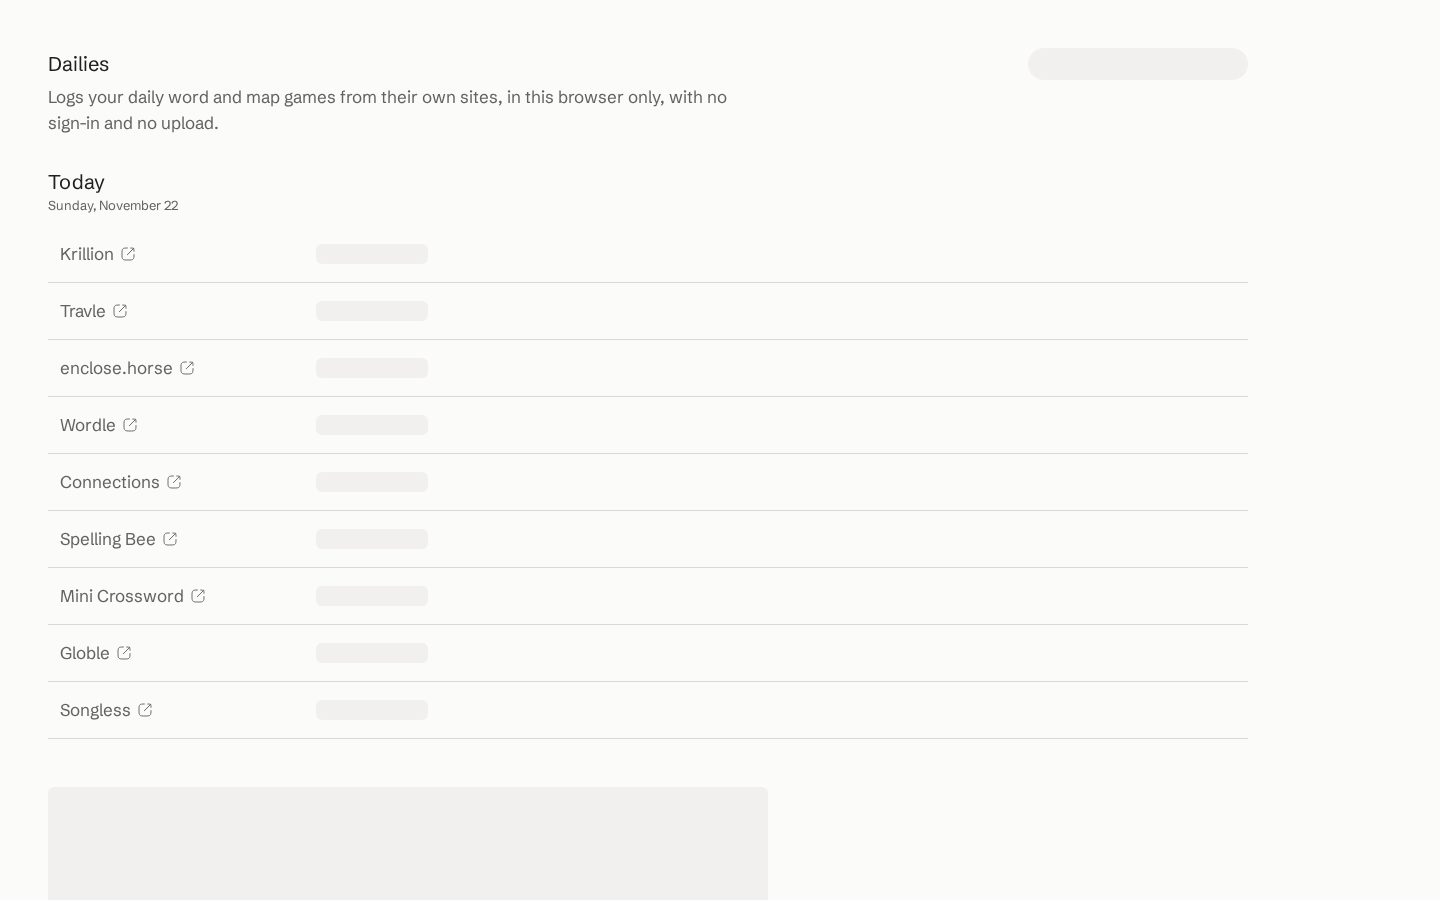 Dailies
Logs your daily word and map games from their own sites, in this browser only, with no
sign-in and no upload.
Today
Sunday, November 22
Krillion
Travle
enclose.horse
Wordle
Connections
Spelling Bee
Mini Crossword
Globle
Songless